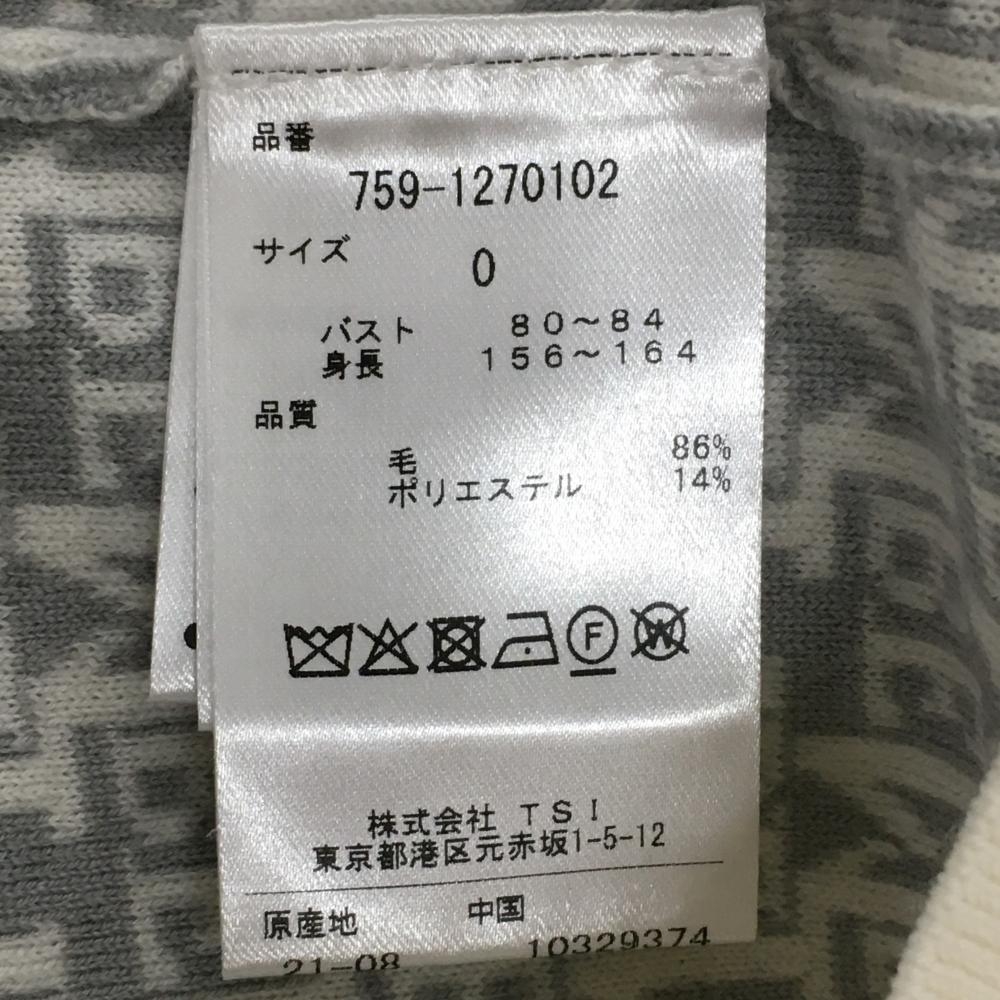 品番
759-1270102
サイズ 0
バスト 80～84
身長 156～164
品質
毛 86%
ポリエステル 14%
F
W
株式会社 TSI
東京都港区元赤坂1-5-12
原産地 中国
21-08 10329374